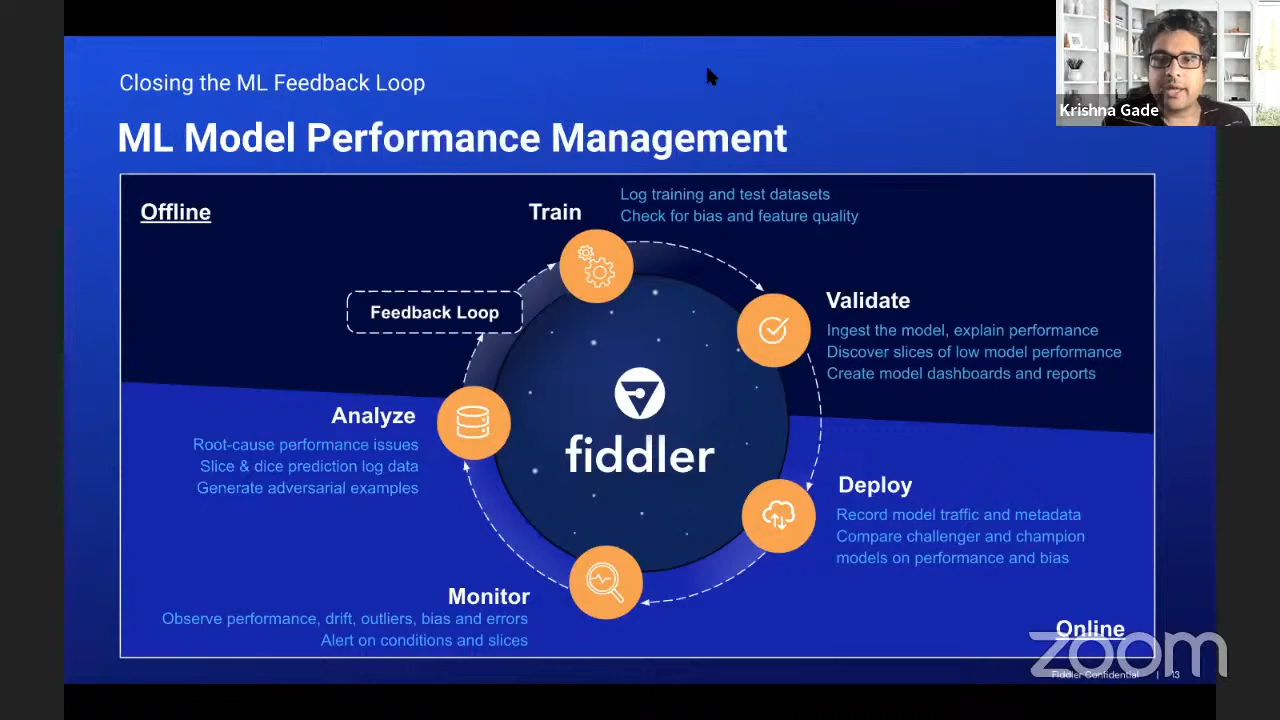 Krishna Gade
Closing the ML Feedback Loop
ML Model Performance Management
Offline
Train
Log training and test datasets
Check for bias and feature quality
Feedback Loop
Validate
Ingest the model, explain performance
Discover slices of low model performance
Create model dashboards and reports
Analyze
Root-cause performance issues
Slice & dice prediction log data
Generate adversarial examples
fiddler
Deploy
Record model traffic and metadata
Compare challenger and champion
models on performance and bias
Monitor
Observe performance, drift, outliers, bias and errors
Alert on conditions and slices
Online
zoom
Fiddler Confidential | 13